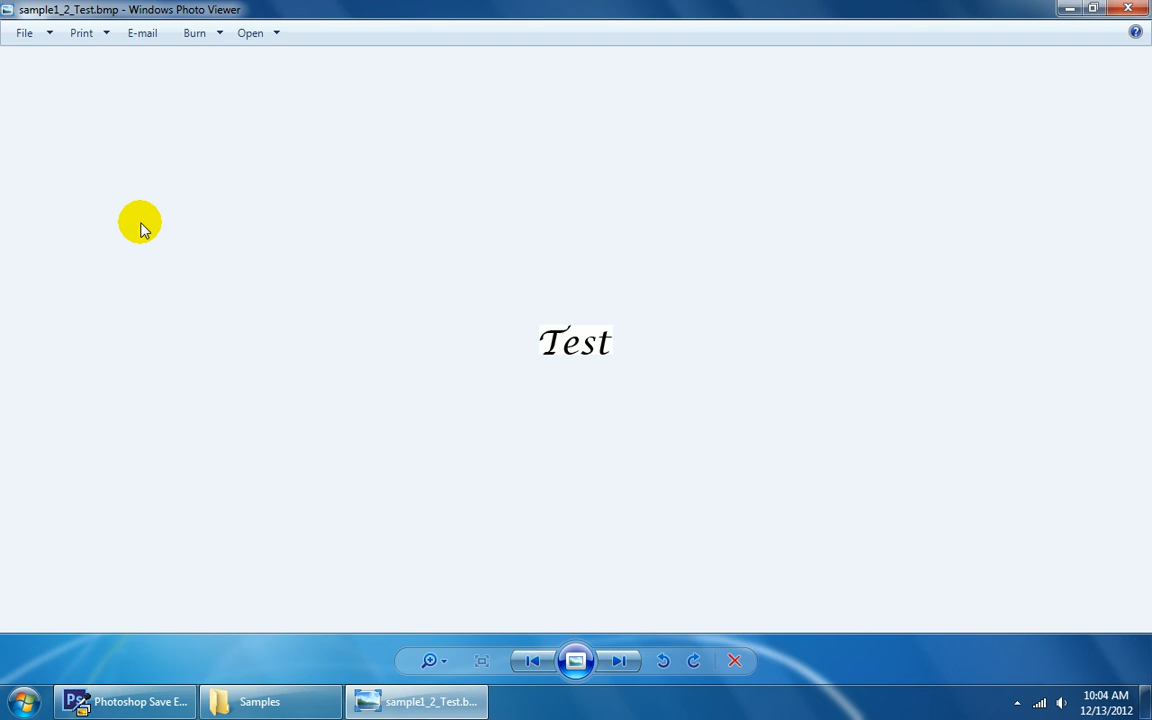 sample1_2_Test.bmp - Windows Photo Viewer
File Print E-mail Burn Open
Test
Photoshop Save E... Samples sample1_2_Test.b... 10:04 AM
12/13/2012